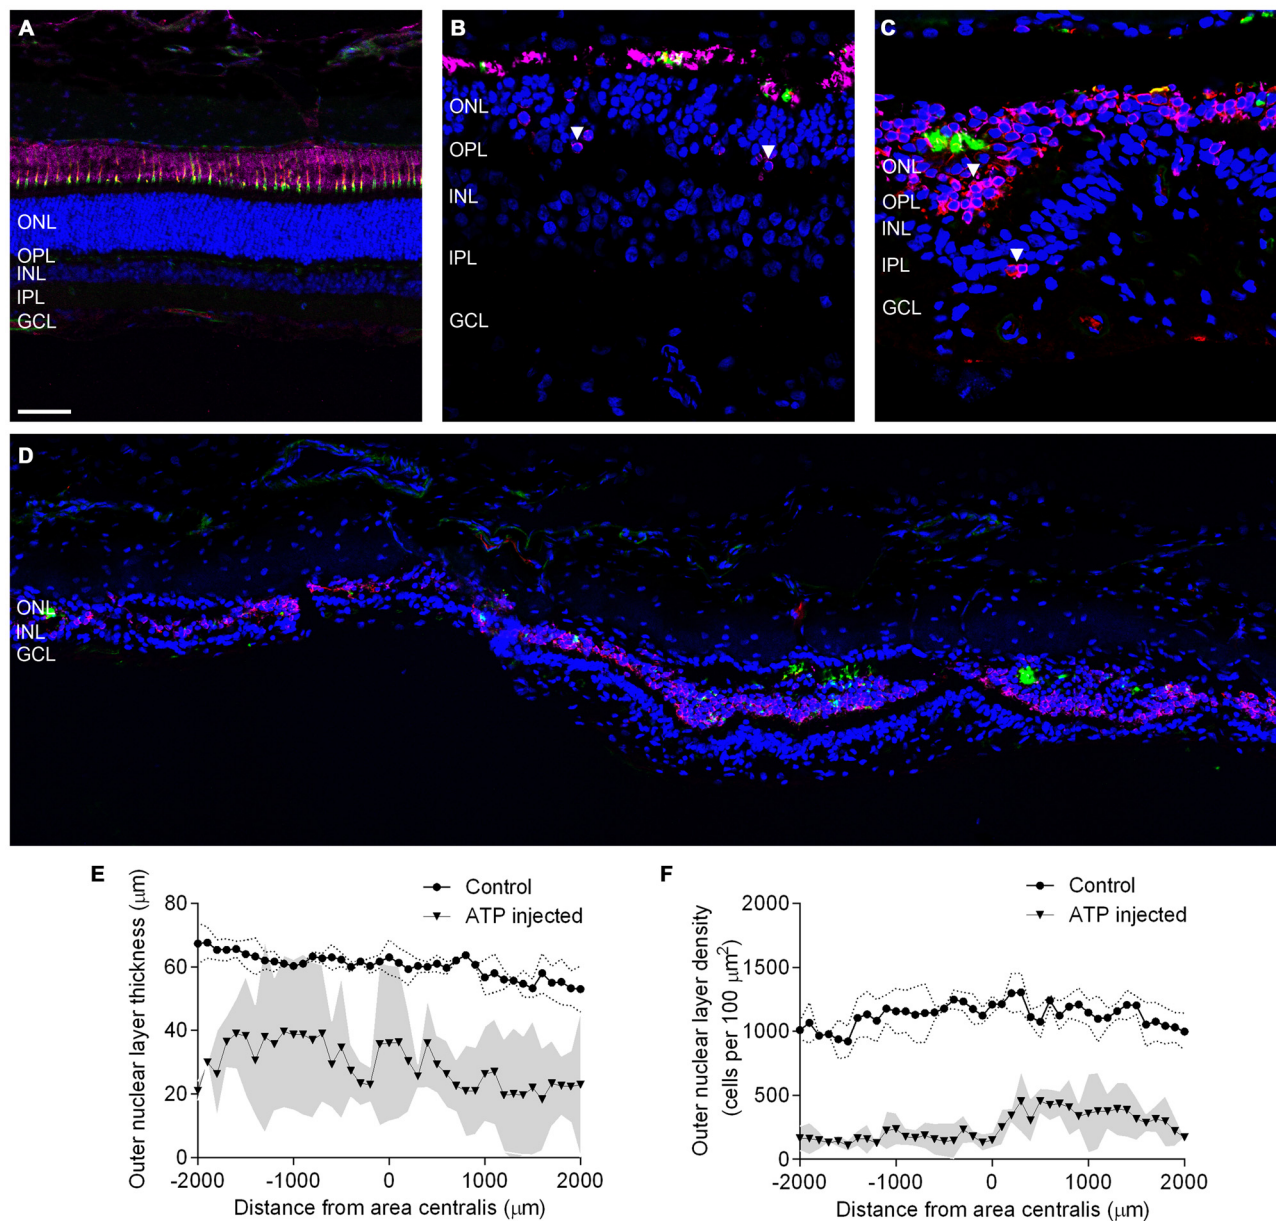 A
ONL
OPL
INL
IPL
GCL
B
ONL
OPL
INL
IPL
GCL
C
ONL
OPL
INL
IPL
GCL
D
ONL
INL
GCL
E
Outer nuclear layer thickness (μm)
80
60
40
20
0
Control
ATP injected
-2000
-1000
0
1000
2000
Distance from area centralis (μm)
F
Outer nuclear layer density
(cells per 100 μm²)
2000
1500
1000
500
0
Control
ATP injected
-2000
-1000
0
1000
2000
Distance from area centralis (μm)